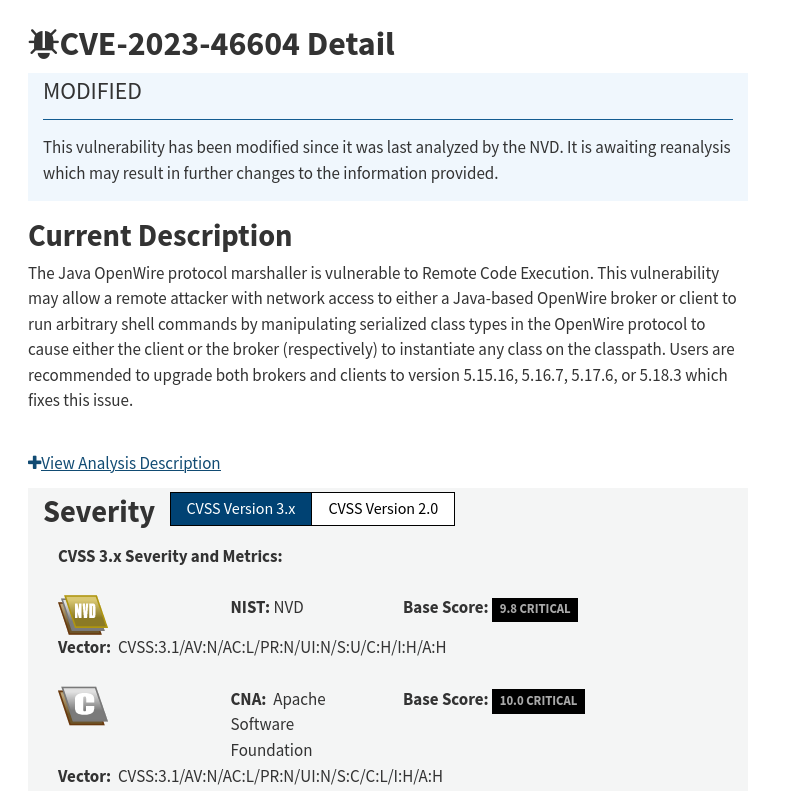 CVE-2023-46604 Detail
MODIFIED
This vulnerability has been modified since it was last analyzed by the NVD. It is awaiting reanalysis
which may result in further changes to the information provided.
Current Description
The Java OpenWire protocol marshaller is vulnerable to Remote Code Execution. This vulnerability
may allow a remote attacker with network access to either a Java-based OpenWire broker or client to
run arbitrary shell commands by manipulating serialized class types in the OpenWire protocol to
cause either the client or the broker (respectively) to instantiate any class on the classpath. Users are
recommended to upgrade both brokers and clients to version 5.15.16, 5.16.7, 5.17.6, or 5.18.3 which
fixes this issue.
View Analysis Description
Severity CVSS Version 3.x CVSS Version 2.0
CVSS 3.x Severity and Metrics:
NVD NIST: NVD Base Score: 9.8 CRITICAL
Vector: CVSS:3.1/AV:N/AC:L/PR:N/UI:N/S:U/C:H/I:H/A:H
C CNA: Apache Base Score: 10.0 CRITICAL
Software
Foundation
Vector: CVSS:3.1/AV:N/AC:L/PR:N/UI:N/S:C/C:L/I:H/A:H